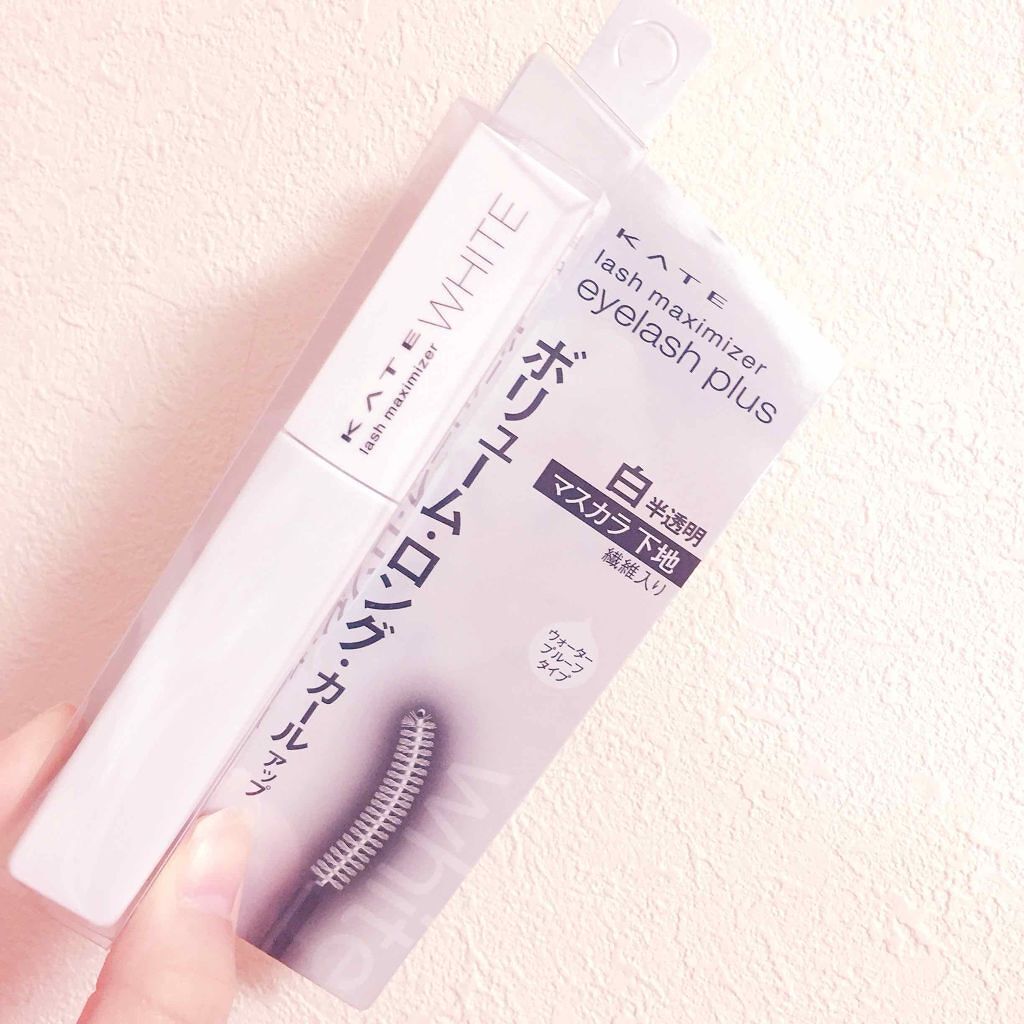 KATE
lash maximizer WHITE
KATE
lash maximizer
eyelash plus
ボリューム・ロング・カールアップ
白 半透明
マスカラ 下地
繊維入り
ウォーター
プルーフ
タイプ
white